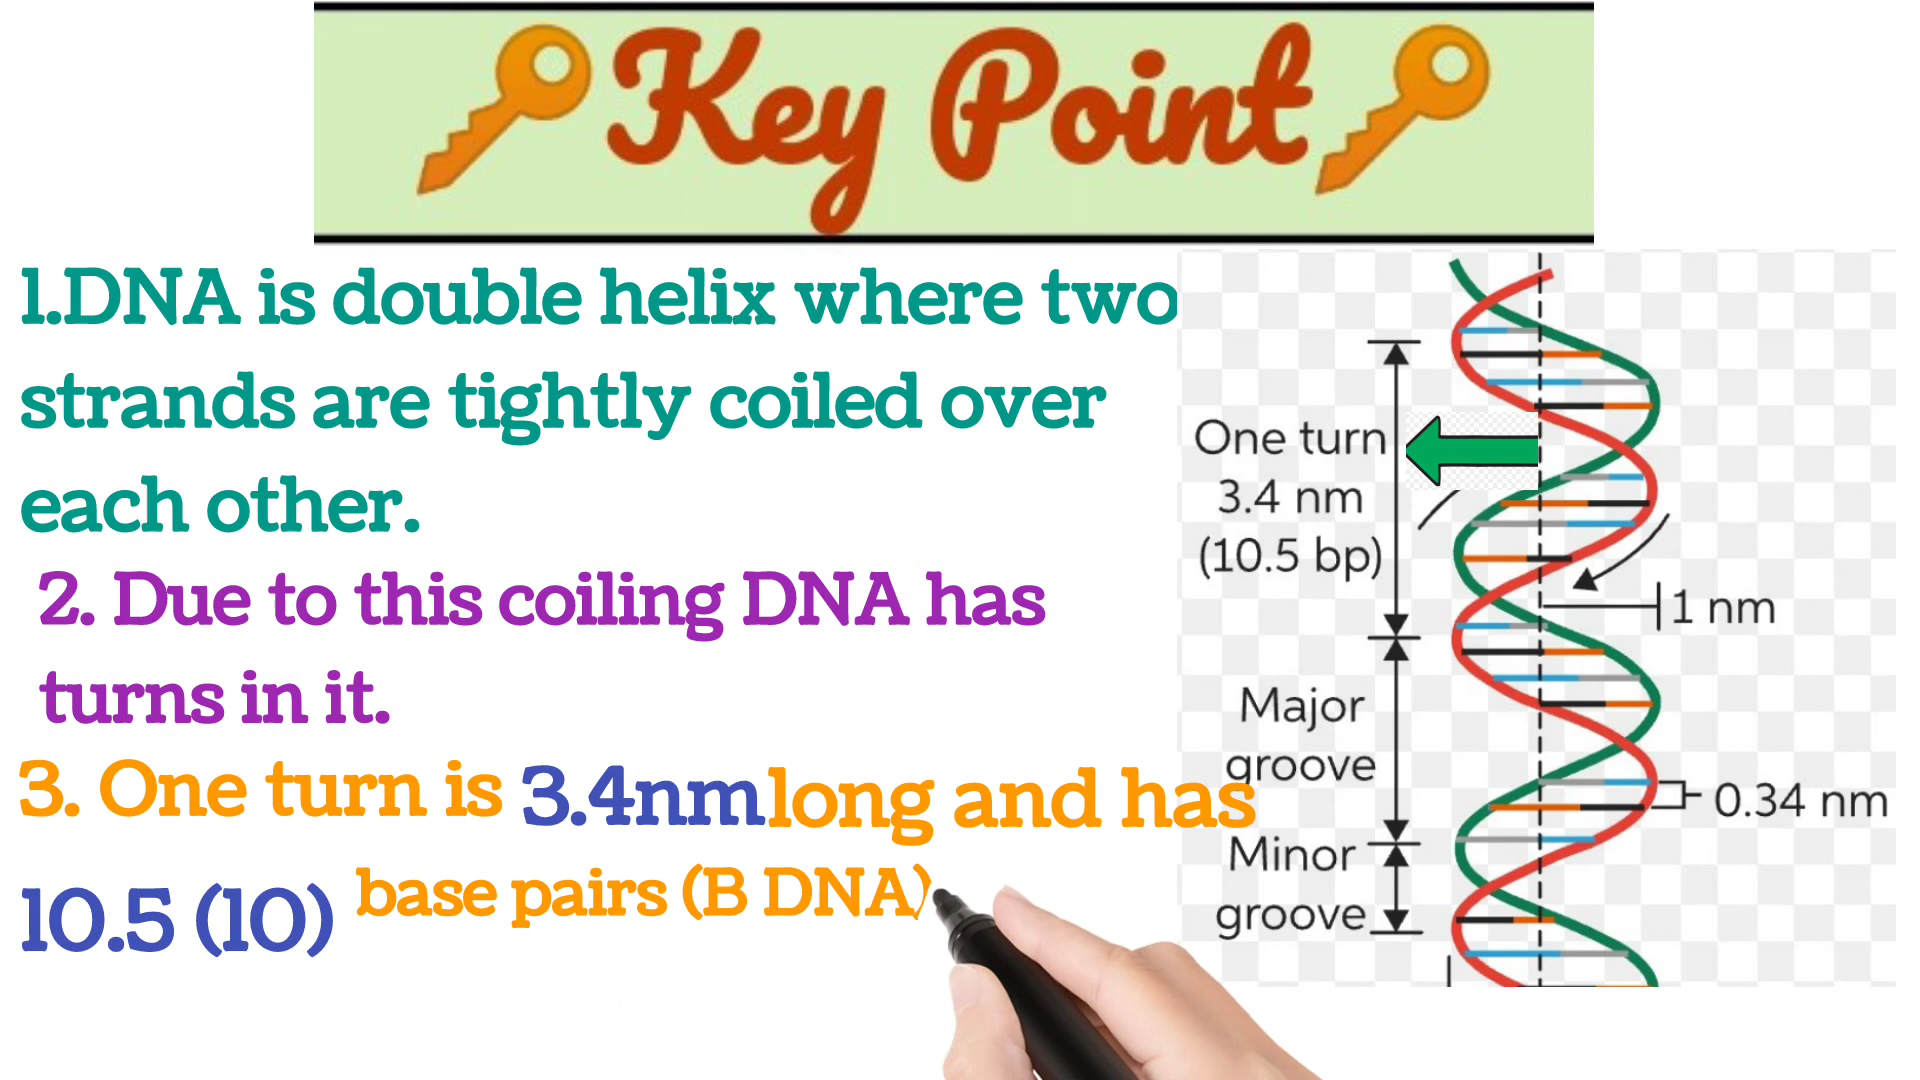 Key Point
1.DNA is double helix where two
strands are tightly coiled over
each other.
2. Due to this coiling DNA has
turns in it.
3. One turn is 3.4nm long and has
10.5 (10) base pairs (B DNA)
One turn
3.4 nm
(10.5 bp)
1 nm
Major
groove
0.34 nm
Minor
groove